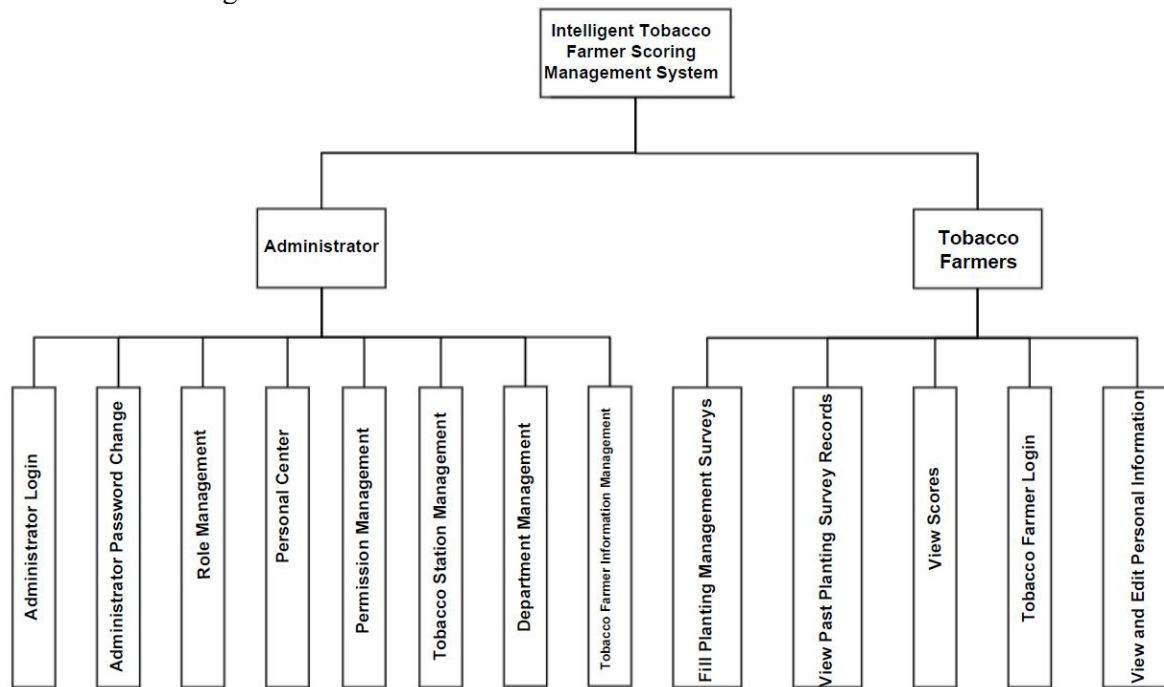 Intelligent Tobacco
Farmer Scoring
Management System
Administrator
Tobacco
Farmers
Administrator Login
Administrator Password Change
Role Management
Personal Center
Permission Management
Tobacco Station Management
Department Management
Tobacco Farmer Information Management
Fill Planting Management Surveys
View Past Planting Survey Records
View Scores
Tobacco Farmer Login
View and Edit Personal Information